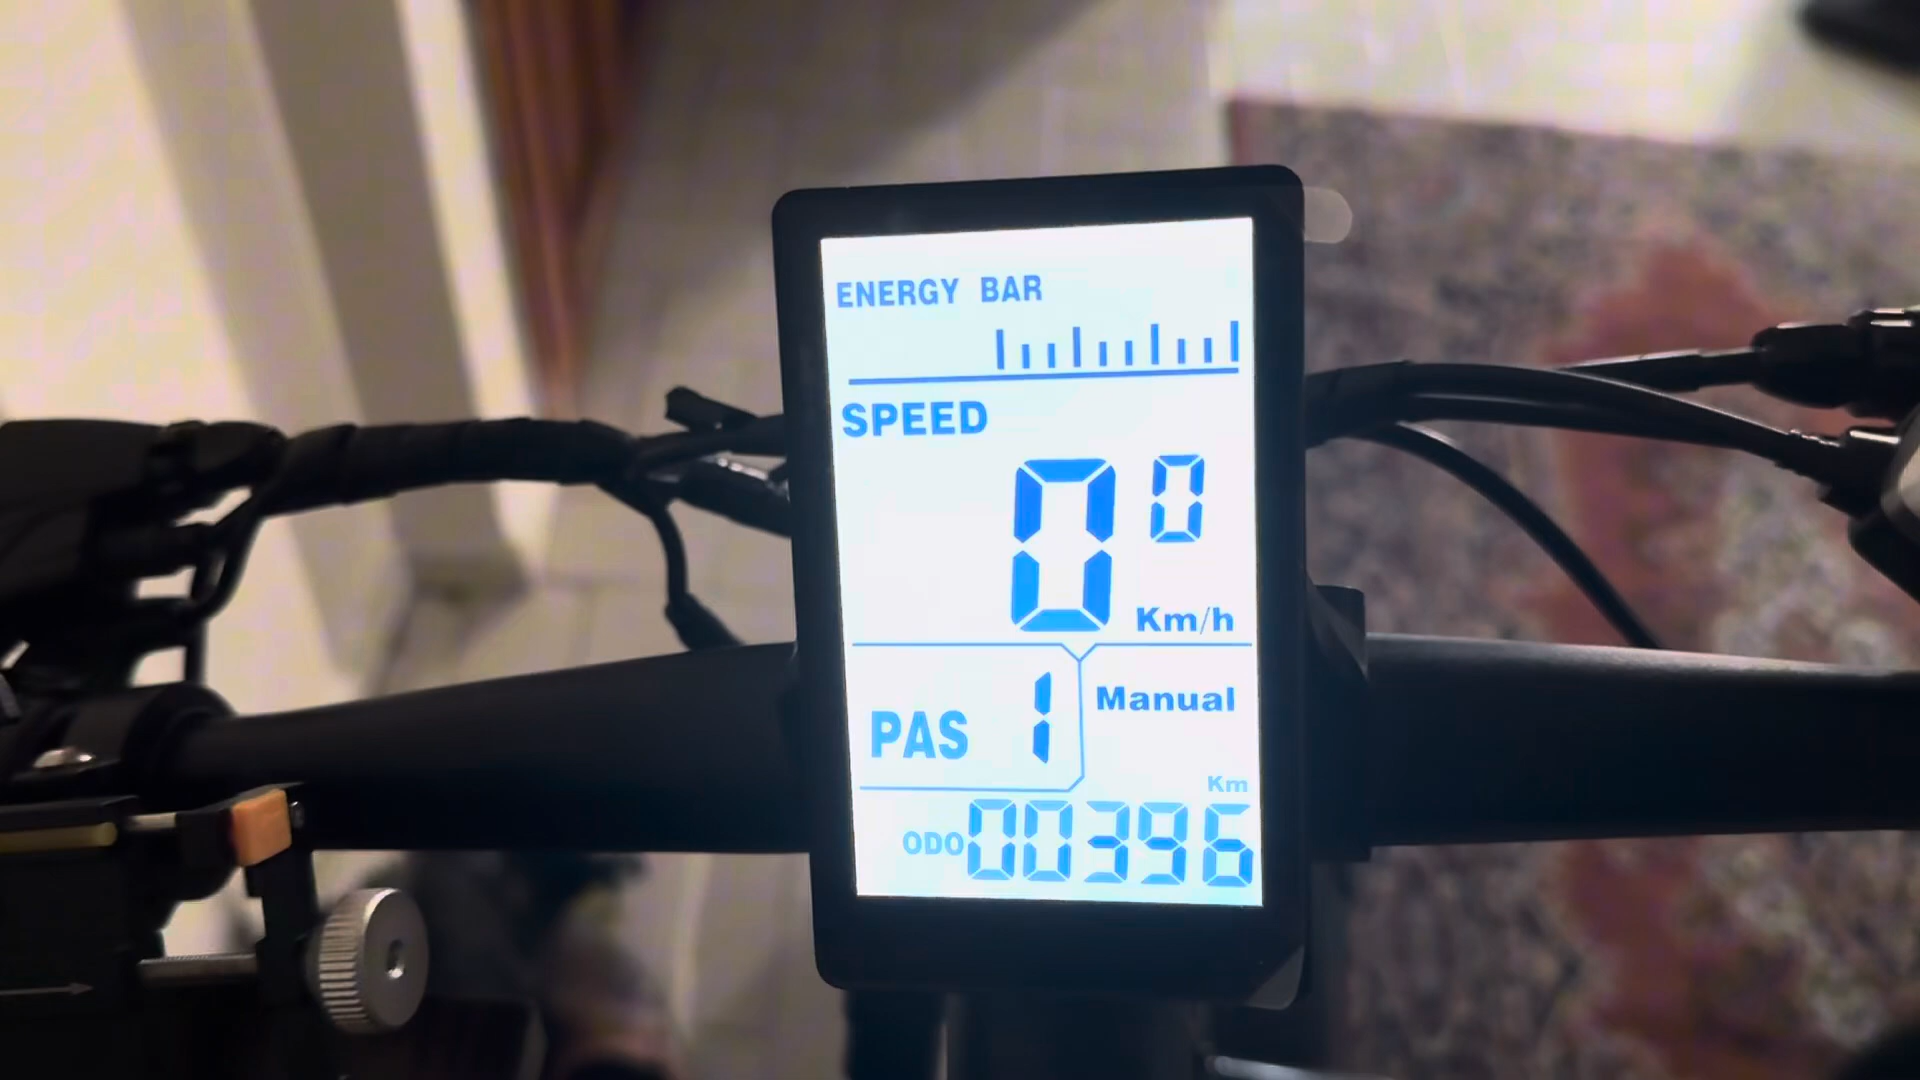 ENERGY BAR
SPEED
0 0
Km/h
PAS 1
Manual
Km
ODO 00396